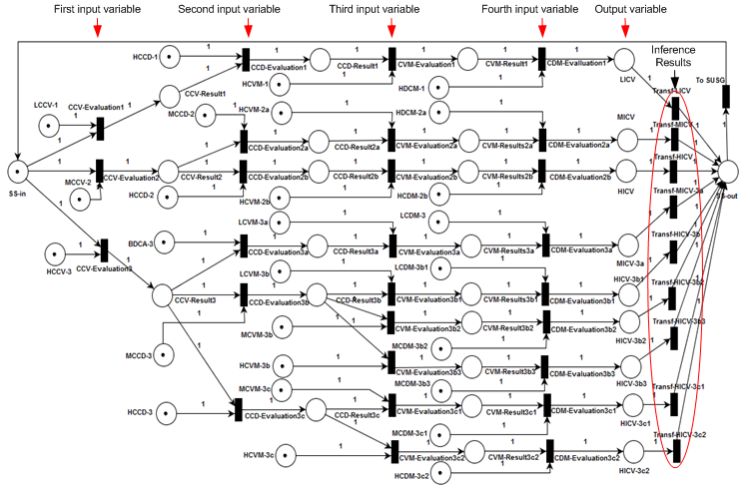 First input variable
Second input variable
Third input variable
Fourth input variable
Output variable
Inference
Results
To SUSG
HCCD-1
CCD-Evaluation1
CCD-Result1
CVM-Evaluation1
CVM-Result1
CDM-Evaluation1
LICV
Transf-LICV
HCVM-1
HDCM-1
CCV-Result1
LCCV-1
CCV-Evaluation1
MCCD-2
HCVM-2a
HDCM-2a
MICV
Transf-MICV
CCD-Evaluation2a
CCD-Result2a
CVM-Evaluation2a
CVM-Results2a
CDM-Evaluation2a
Transf-HICV
SS-in
MCCV-2
CCV-Evaluation2
CCV-Result2
HCCD-2
CCD-Evaluation2b
CCD-Result2b
CVM-Evaluation2b
CVM-Results2b
CDM-Evaluation2b
HICV
HCVM-2b
HDCM-2b
SS-out
Transf-MICV-3a
LCVM-3a
LCDM-3
BDCA-3
CCD-Evaluation3a
CCD-Result3a
CVM-Evaluation3a
CVM-Results3a
CDM-Evaluation3a
MICV-3a
Transf-HICV-3b
HCCV-3
CCV-Evaluation3
LCVM-3b
LCDM-3b1
HICV-3b1
CCV-Result3
CCD-Evaluation3b
CCD-Result3b
CVM-Evaluation3b1
CVM-Results3b1
CDM-Evaluation3b1
Transf-HICV-3b2
MCVM-3b
CVM-Evaluation3b2
CVM-Result3b2
CDM-Evaluation3b2
HICV-3b2
Transf-HICV-3b3
MCDM-3b2
MCCD-3
HCVM-3b
CVM-Evaluation3b3
CVM-Result3b3
CDM-Evaluation3b3
HICV-3b3
MCDM-3b3
MCVM-3c
Transf-HICV-3c1
HCCD-3
CCD-Evaluation3c
CCD-Result3c
CVM-Evaluation3c1
CVM-Result3c1
CDM-Evaluation3c1
HICV-3c1
MCDM-3c1
Transf-HICV-3c2
HCVM-3c
CVM-Evaluation3c2
CVM-Result3c2
CDM-Evaluation3c2
HICV-3c2
HCDM-3c2